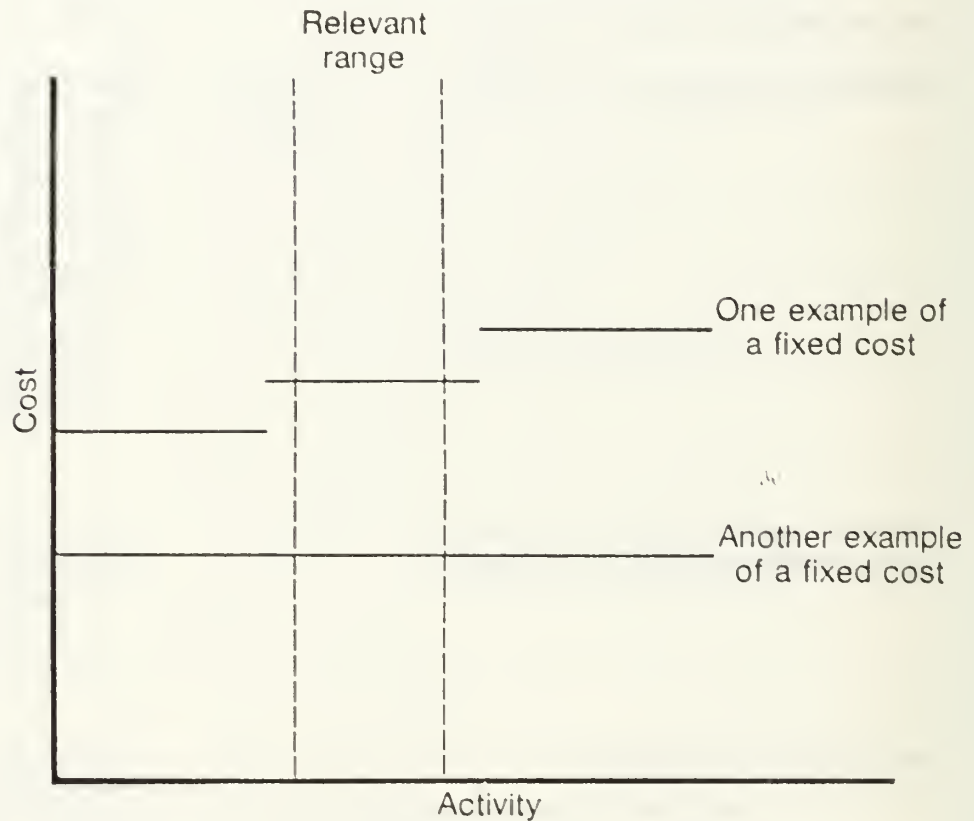 Relevant
range
Cost
One example of
a fixed cost
Another example
of a fixed cost
Activity